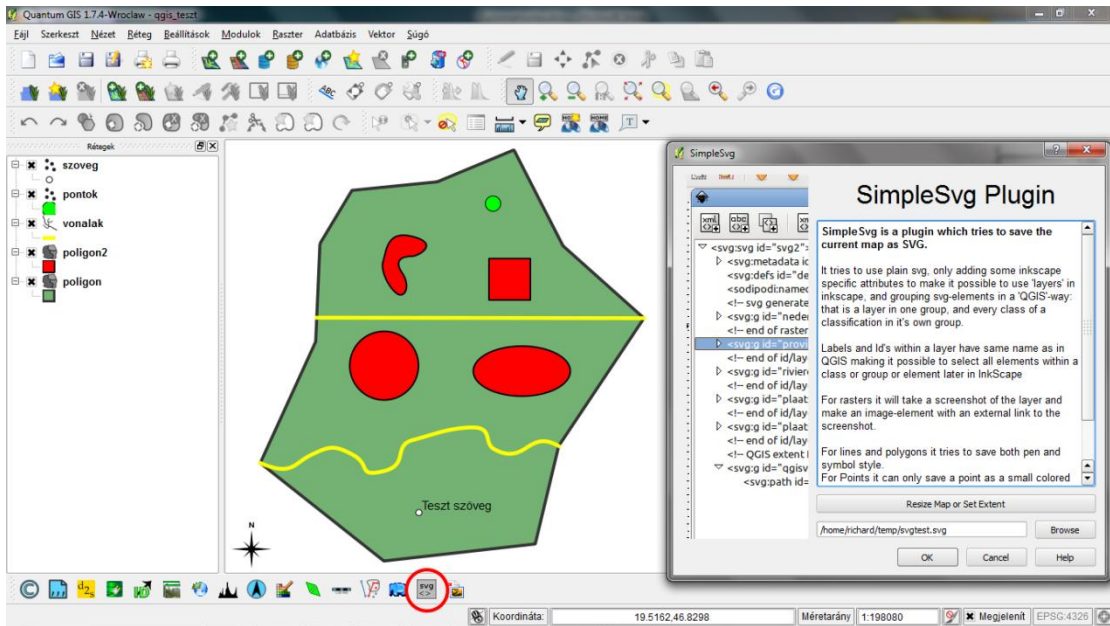 Quantum GIS 1.7.4-Wroclaw - qgis_teszt
Fájl Szerkeszt Nézet Réteg Beállítások Modulok Raszter Adatbázis Vektor Súgó
Rétegek
szoveg
pontok
vonalak
poligon2
poligon
Teszt szöveg
N
SimpleSvg
SimpleSvg Plugin
<svg:svg id="svg2">
<svg:metadata id
<svg:defs id="de
<sodipodi:namec
<!-- svg generate
<svg:g id="neder
<!-- end of raster
<svg:g id="provi
<!-- end of id/lay
<svg:g id="riviere
<!-- end of id/lay
<svg:g id="plaat
<!-- end of id/lay
<svg:g id="plaat
<!-- end of id/lay
<!-- QGIS extent
<svg:g id="qgisv
<svg:path id=
SimpleSvg is a plugin which tries to save the
current map as SVG.
It tries to use plain svg, only adding some inkscape
specific attributes to make it possible to use 'layers' in
inkscape, and grouping svg-elements in a 'QGIS'-way:
that is a layer in one group, and every class of a
classification in it's own group.
Labels and Id's within a layer have same name as in
QGIS making it possible to select all elements within a
class or group or element later in InkScape
For rasters it will take a screenshot of the layer and
make an image-element with an external link to the
screenshot.
For lines and polygons it tries to save both pen and
symbol style.
For Points it can only save a point as a small colored
Resize Map or Set Extent
/home/richard/temp/svgtest.svg Browse
OK Cancel Help
svg
<>
Koordináta: 19.5162,46.8298 Méretarány 1:198080 Megjelenít EPSG:4326